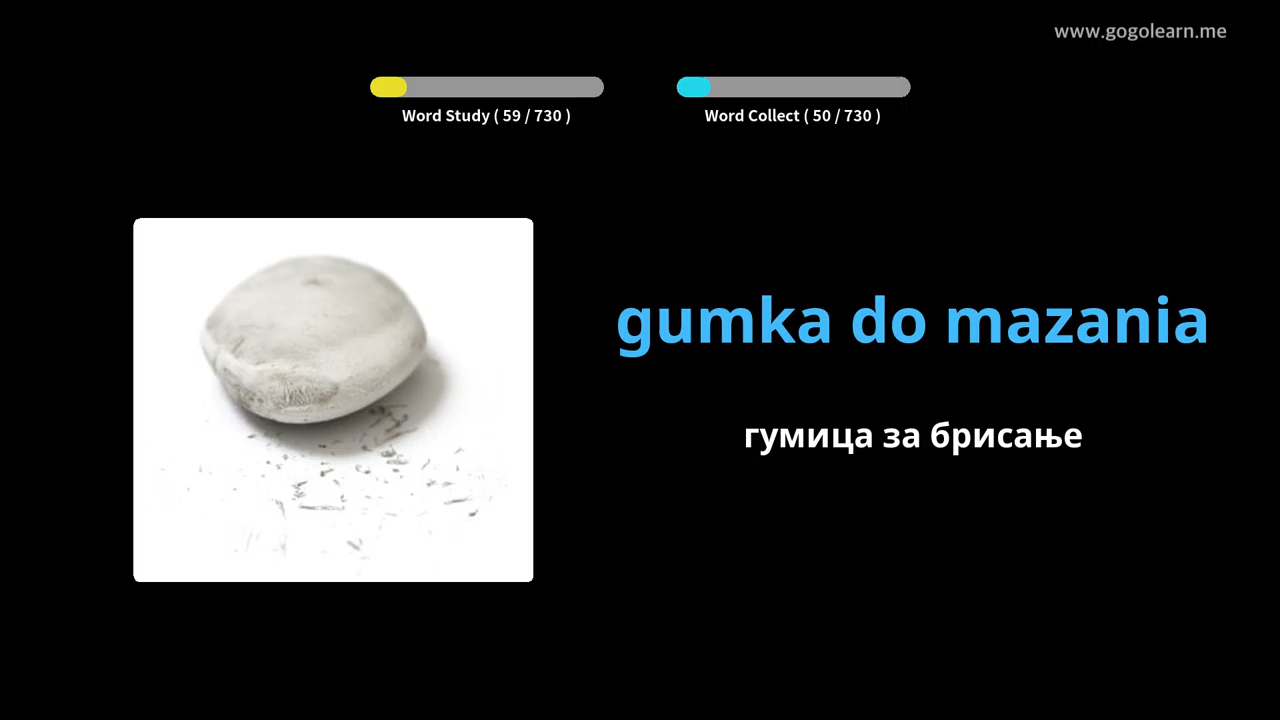 www.gogolearn.me
Word Study ( 59 / 730 )
Word Collect ( 50 / 730 )
gumka do mazania
гумица за брисање